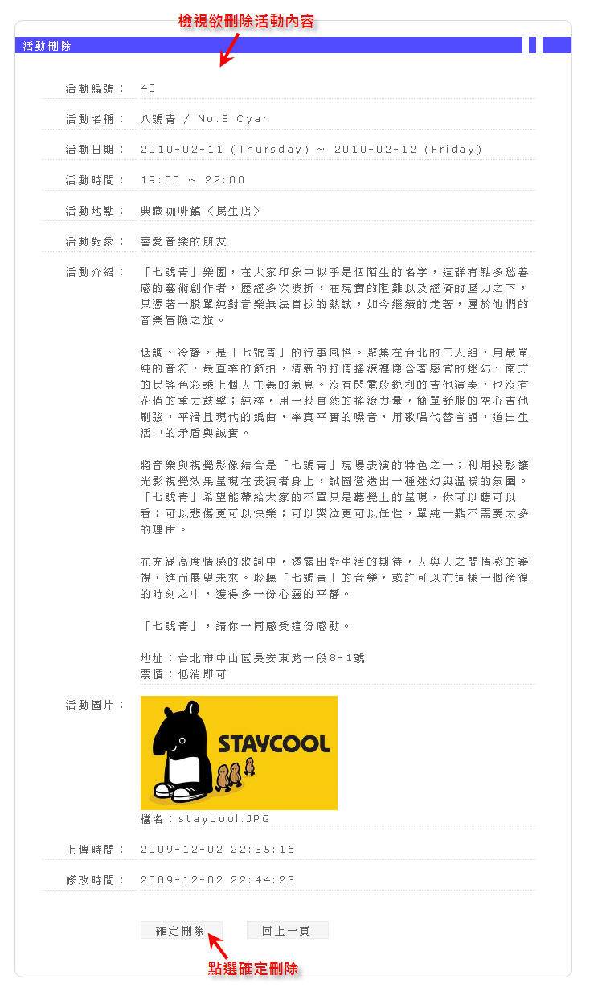 檢視欲刪除活動內容
活動刪除
活動編號： 40
活動名稱： 八號青 / No.8 Cyan
活動日期： 2010-02-11 (Thursday) ~ 2010-02-12 (Friday)
活動時間： 19:00 ~ 22:00
活動地點： 典藏咖啡館〈民生店〉
活動對象： 喜愛音樂的朋友
活動介紹： 「七號青」樂團，在大家印象中似乎是個陌生的名字，這群有點多愁善
感的藝術創作者，歷經多次波折，在現實的阻難以及經濟的壓力之下，
只憑著一股單純對音樂無法自拔的熱誠，如今繼續的走著，屬於他們的
音樂冒險之旅。
低調、冷靜，是「七號青」的行事風格。聚集在台北的三人組，用最單
純的音符，最直率的節拍，清新的抒情搖滾裡隱含著感官的迷幻、南方
的民謠色彩乘上個人主義的氣息。沒有閃電般銳利的吉他演奏，也沒有
花俏的重力鼓擊；純粹，用一股自然的搖滾力量，簡單舒服的空心吉他
刷弦，平滑且現代的編曲，率真平實的嗓音，用歌唱代替言語，道出生
活中的矛盾與誠實。
將音樂與視覺影像結合是「七號青」現場表演的特色之一；利用投影讓
光影視覺效果呈現在表演者身上，試圖營造出一種迷幻與溫暖的氛圍。
「七號青」希望能帶給大家的不單只是聽覺上的呈現，你可以聽可以
看；可以悲傷更可以快樂；可以哭泣更可以任性，單純一點不需要太多
的理由。
在充滿高度情感的歌詞中，透露出對生活的期待，人與人之間情感的審
視，進而展望未來。聆聽「七號青」的音樂，或許可以在這樣一個徬徨
的時刻之中，獲得多一份心靈的平靜。
「七號青」，請你一同感受這份感動。
地址：台北市中山區長安東路一段8-1號
票價：低消即可
活動圖片：
STAYCOOL
檔名：staycool.JPG
上傳時間： 2009-12-02 22:35:16
修改時間： 2009-12-02 22:44:23
確定刪除 回上一頁
點選確定刪除